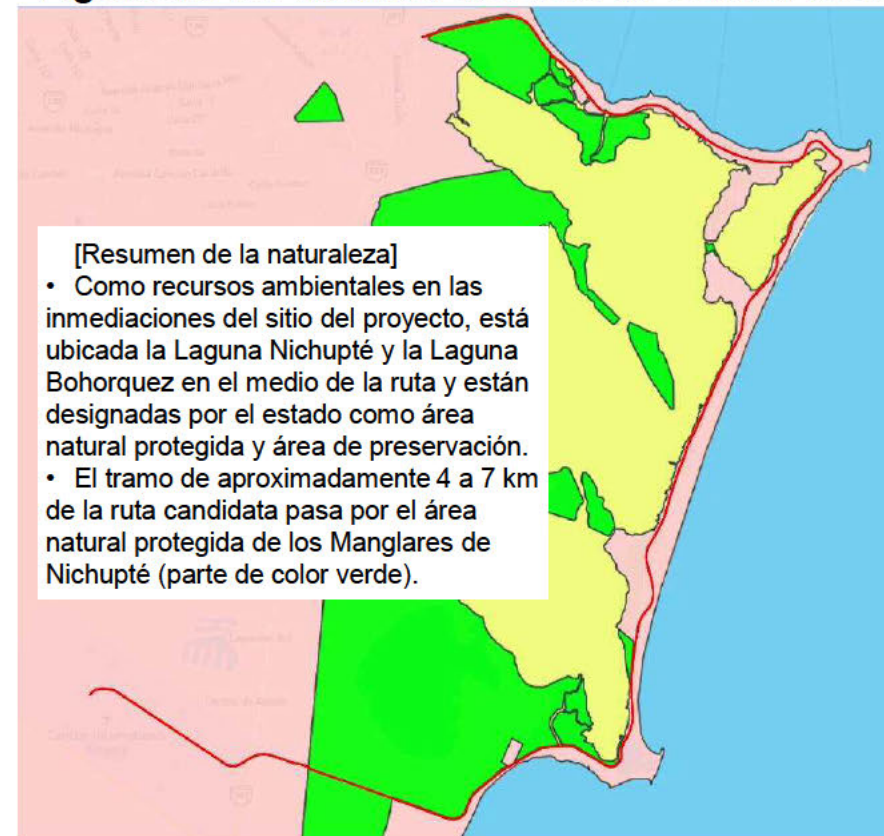 [Resumen de la naturaleza]
• Como recursos ambientales en las
inmediaciones del sitio del proyecto, está
ubicada la Laguna Nichupté y la Laguna
Bohorquez en el medio de la ruta y están
designadas por el estado como área
natural protegida y área de preservación.
• El tramo de aproximadamente 4 a 7 km
de la ruta candidata pasa por el área
natural protegida de los Manglares de
Nichupté (parte de color verde).